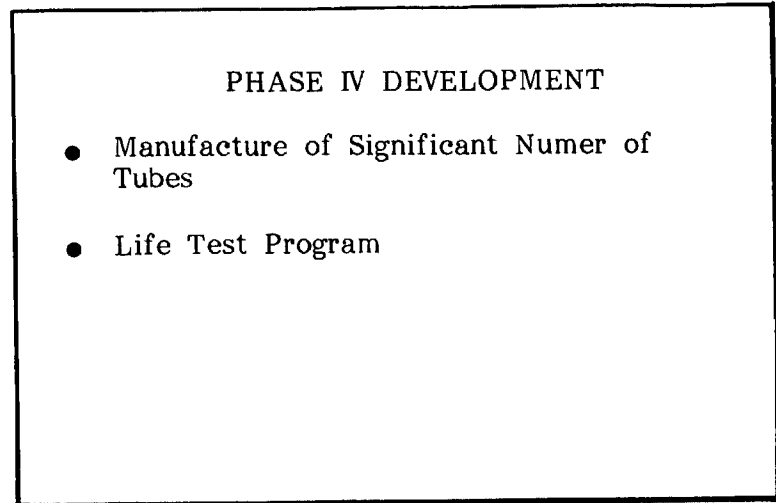 PHASE IV DEVELOPMENT
● Manufacture of Significant Numer of
Tubes
● Life Test Program